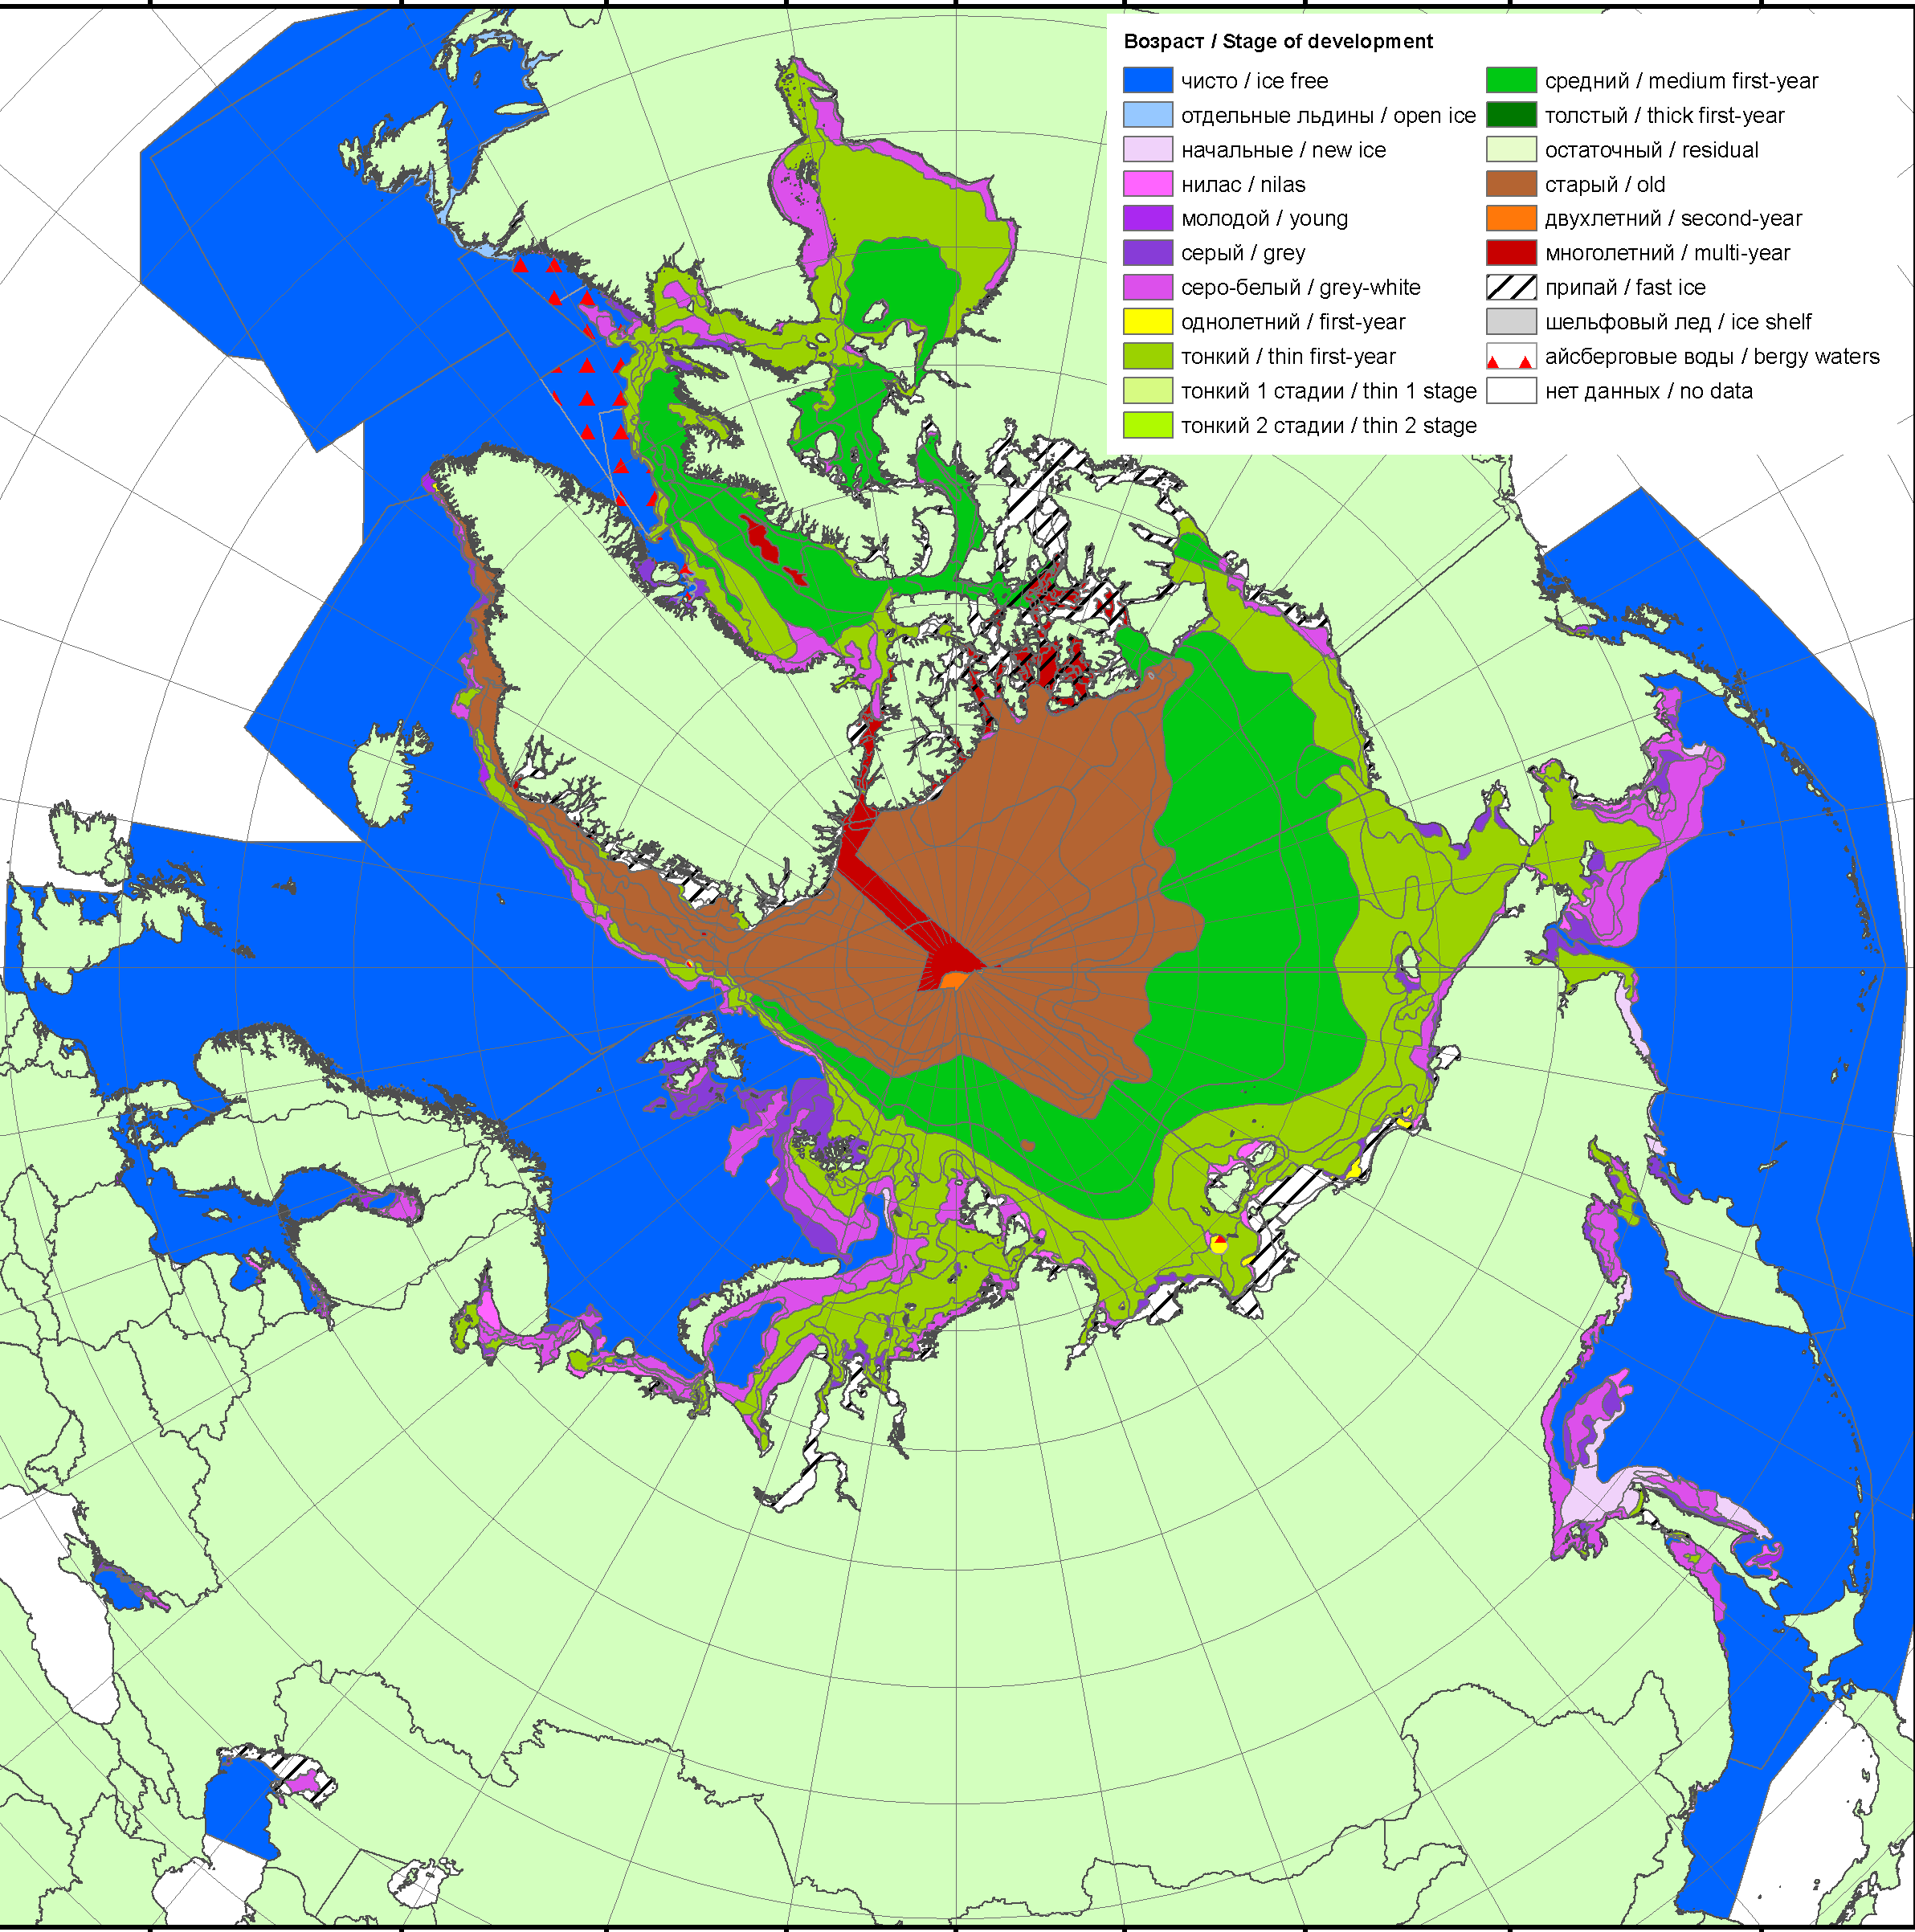 Возраст / Stage of development
чисто / ice free
отдельные льдины / open ice
начальные / new ice
нилас / nilas
молодой / young
серый / grey
серо-белый / grey-white
однолетний / first-year
тонкий / thin first-year
тонкий 1 стадии / thin 1 stage
тонкий 2 стадии / thin 2 stage
средний / medium first-year
толстый / thick first-year
остаточный / residual
старый / old
двухлетний / second-year
многолетний / multi-year
припай / fast ice
шельфовый лед / ice shelf
айсберговые воды / bergy waters
нет данных / no data